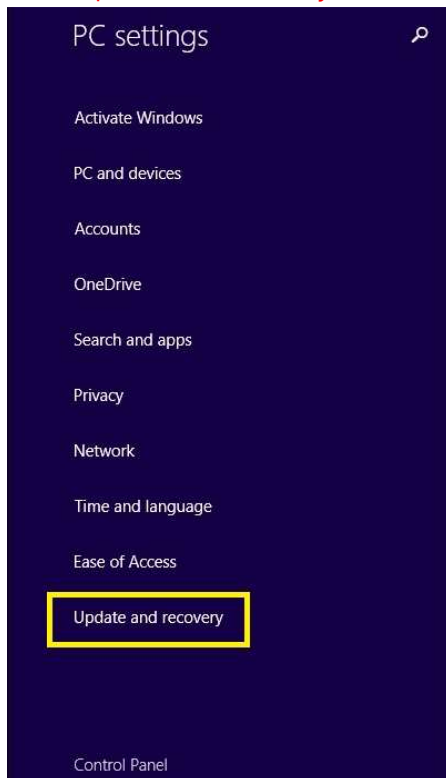 PC settings
Activate Windows
PC and devices
Accounts
OneDrive
Search and apps
Privacy
Network
Time and language
Ease of Access
Update and recovery
Control Panel